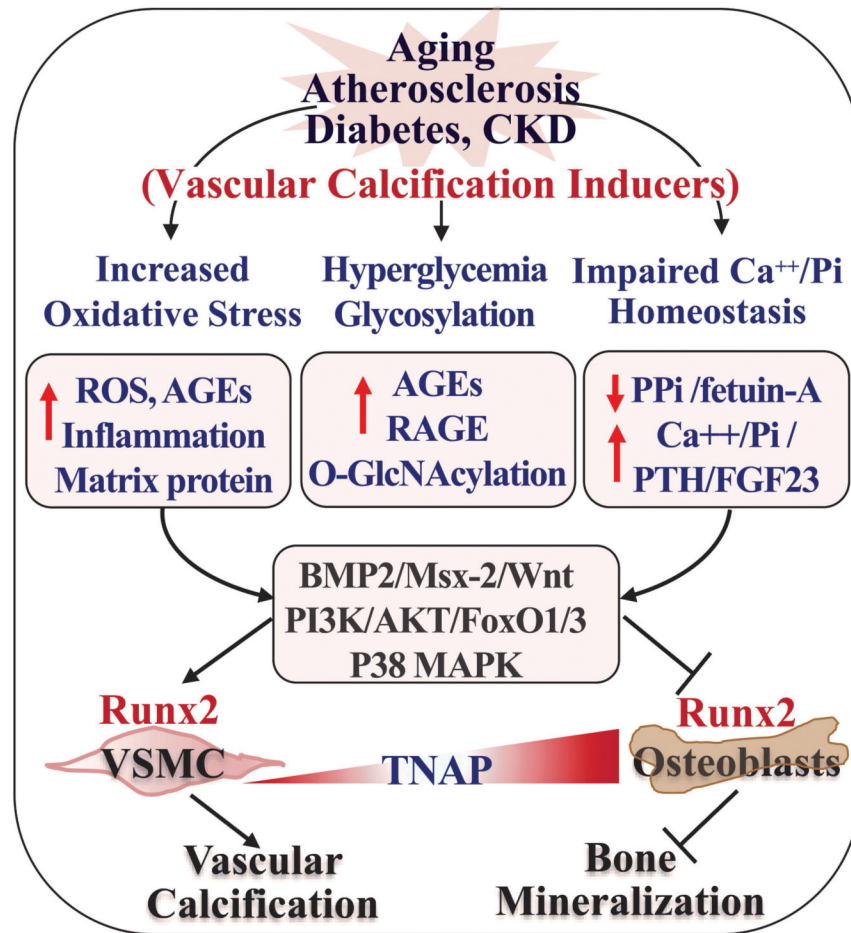 Aging
Atherosclerosis
Diabetes, CKD
(Vascular Calcification Inducers)
Increased
Oxidative Stress
Hyperglycemia
Glycosylation
Impaired Ca⁺⁺/Pi
Homeostasis
ROS, AGEs
Inflammation
Matrix protein
AGEs
RAGE
O-GlcNAcylation
PPi /fetuin-A
Ca++/Pi /
PTH/FGF23
BMP2/Msx-2/Wnt
PI3K/AKT/FoxO1/3
P38 MAPK
Runx2
VSMC
TNAP
Runx2
Osteoblasts
Vascular
Calcification
Bone
Mineralization